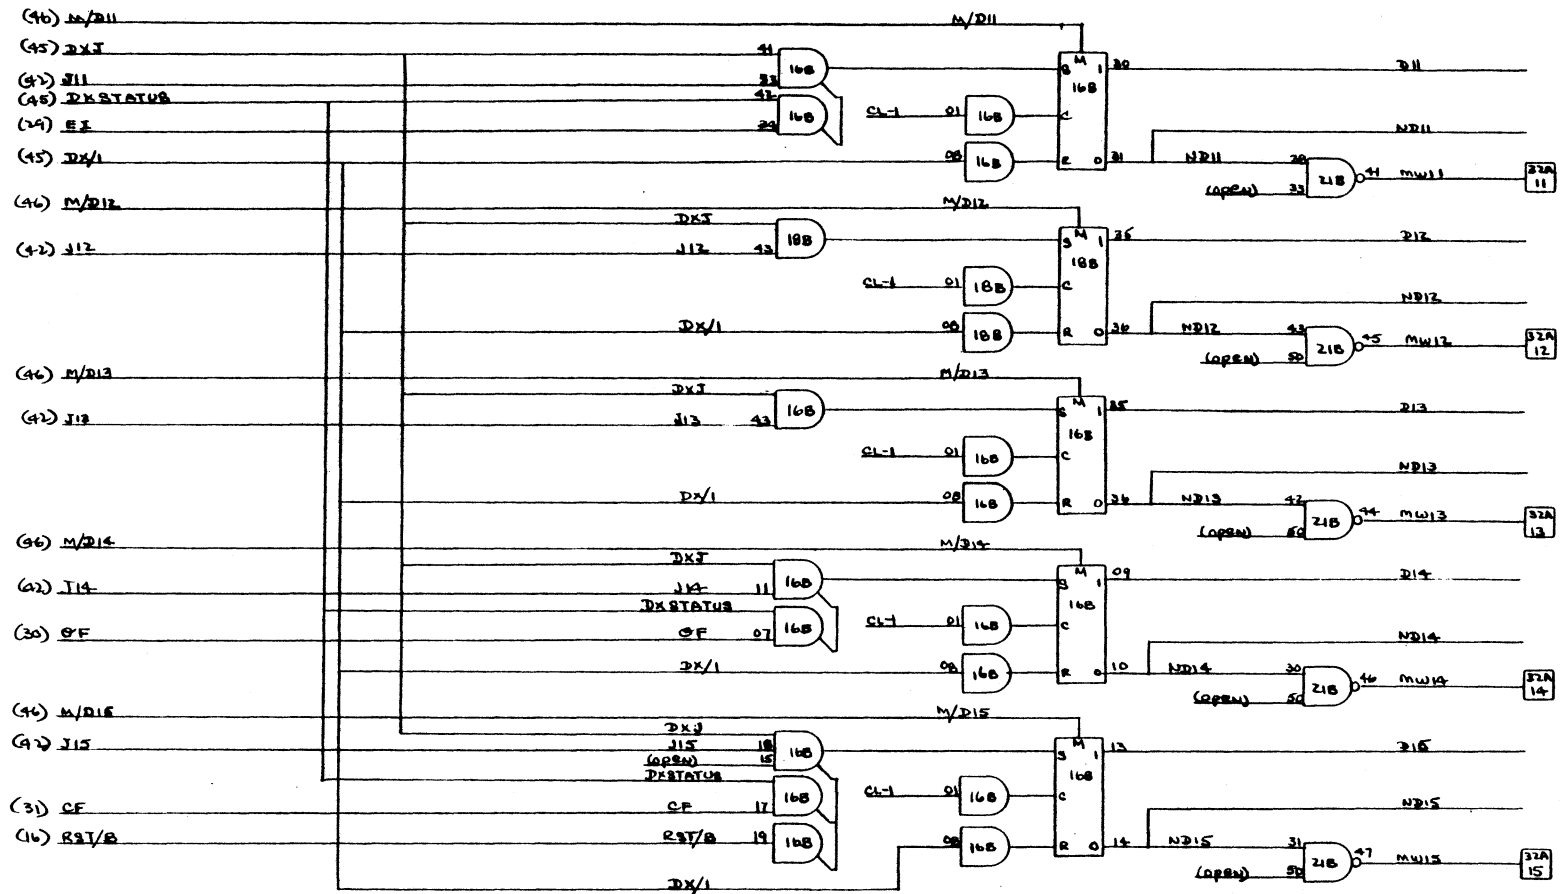 (46) M/D11 M/D11
(45) DXJ 41
16B S M 1 30 D11
(42) J11 33 16B
(45) DXSTATUS 42
CL-1 01 16B C
(29) EI 34 16B
ND11
(45) DX/1 08 16B R 0 31 ND11 28
21B 41 MW11 32A
(OPEN) 33 11
(46) M/D12 M/D12
DXJ
18B S M 1 35 D12
(42) J12 J12 43 18B
CL-1 01 18B C
ND12
DX/1 08 18B R 0 36 ND12 43
21B 45 MW12 32A
(OPEN) 50 12
(46) M/D13 M/D13
DXJ
16B S M 1 35 D13
(42) J13 J13 43 16B
CL-1 01 16B C
ND13
DX/1 08 16B R 0 36 ND13 42
21B 44 MW13 32A
(OPEN) 50 13
(46) M/D14 M/D14
DXJ
16B S M 1 09 D14
(42) J14 J14 11 16B
DXSTATUS
CL-1 01 16B C
(30) OF OF 07 16B
ND14
DX/1 08 16B R 0 10 ND14 30
21B 46 MW14 32A
(OPEN) 50 14
(46) M/D15 M/D15
DXJ
(42) J15 J15 18 16B S M 1 13 D15
(OPEN) 15 16B
DXSTATUS
16B CL-1 01 16B C
(31) CF CF 17 ND15
(16) RST/B RST/B 19 16B 08 16B R 0 14 ND15 31
21B 47 MW15 32A
(OPEN) 50 15
DX/1